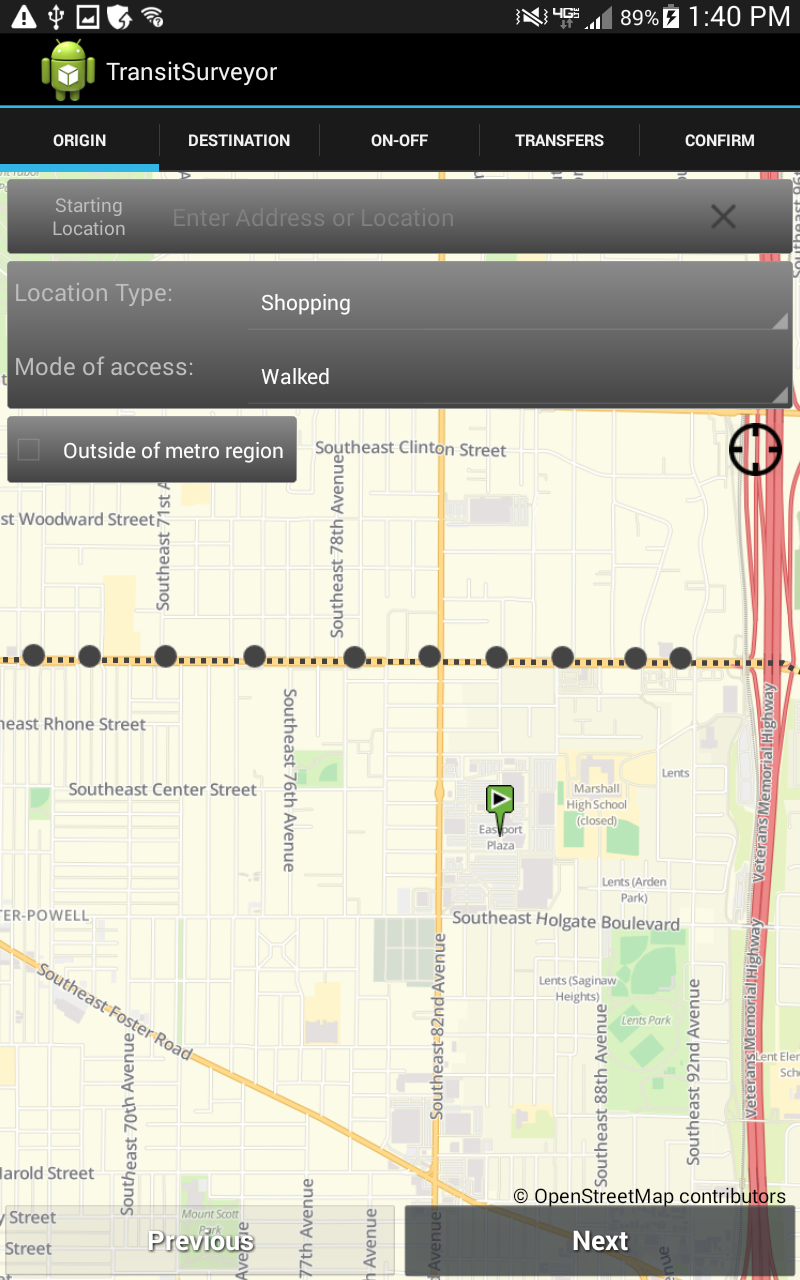 4G 89% 1:40 PM
TransitSurveyor
ORIGIN DESTINATION ON-OFF TRANSFERS CONFIRM
Starting
Location
Enter Address or Location
Location Type:
Shopping
Mode of access:
Walked
Outside of metro region
Southeast Clinton Street
st Woodward Street
Southeast 71st A
Southeast 78th Avenue
heast Rhone Street
Southeast 76th Avenue
Southeast Center Street
Lents
Marshall
High School
(closed)
Eastport
Plaza
Veterans Memorial Highway
Lents (Arden
Park)
TER-POWELL
Southeast Holgate Boulevard
Southeast Foster Road
Southeast 82nd Avenue
Lents (Saginaw
Heights)
Lents Park
Veterans Memorial Highway
Southeast 70th Avenue
Southeast 88th Avenue
Southeast 92nd Avenue
Lent Elem
Scho
Harold Street
© OpenStreetMap contributors
y Street
Mount Scott
Park
77th Avenue
Avenue
Avenue
Avenue
Street
Previous
Next